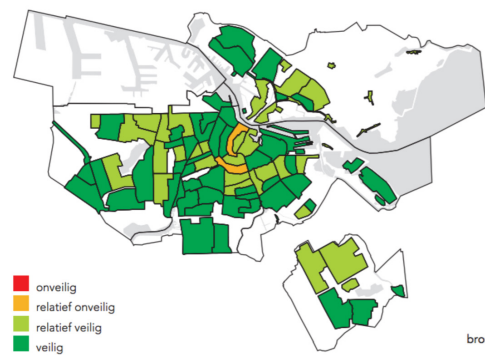 onveilig
relatief onveilig
relatief veilig
veilig
bro